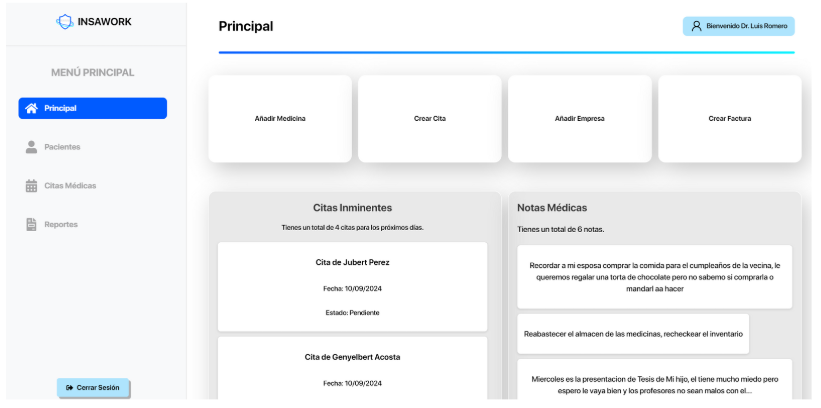 INSAWORK
MENÚ PRINCIPAL
Principal
Pacientes
Citas Médicas
Reportes
Cerrar Sesión
Principal
Bienvenido Dr. Luis Romero
Añadir Medicina
Crear Cita
Añadir Empresa
Crear Factura
Citas Inminentes
Tienes un total de 4 citas para los próximos días.
Cita de Jubert Perez
Fecha: 10/09/2024
Estado: Pendiente
Cita de Genyelbert Acosta
Fecha: 10/09/2024
Notas Médicas
Tienes un total de 6 notas.
Recordar a mi esposa comprar la comida para el cumpleaños de la vecina, le
queremos regalar una torta de chocolate pero no sabemo si comprarla o
mandarl aa hacer
Reabastecer el almacen de las medicinas, recheckear el inventario
Miercoles es la presentacion de Tesis de Mi hijo, el tiene mucho miedo pero
espero le vaya bien y los profesores no sean malos con el...